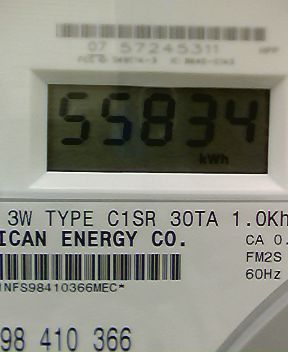 07 57245311
55834
kWh
3W TYPE C1SR 30TA 1.0Kh
ICAN ENERGY CO.
CA 0.
FM2S
60Hz
1NFS98410366MEC*
98 410 366